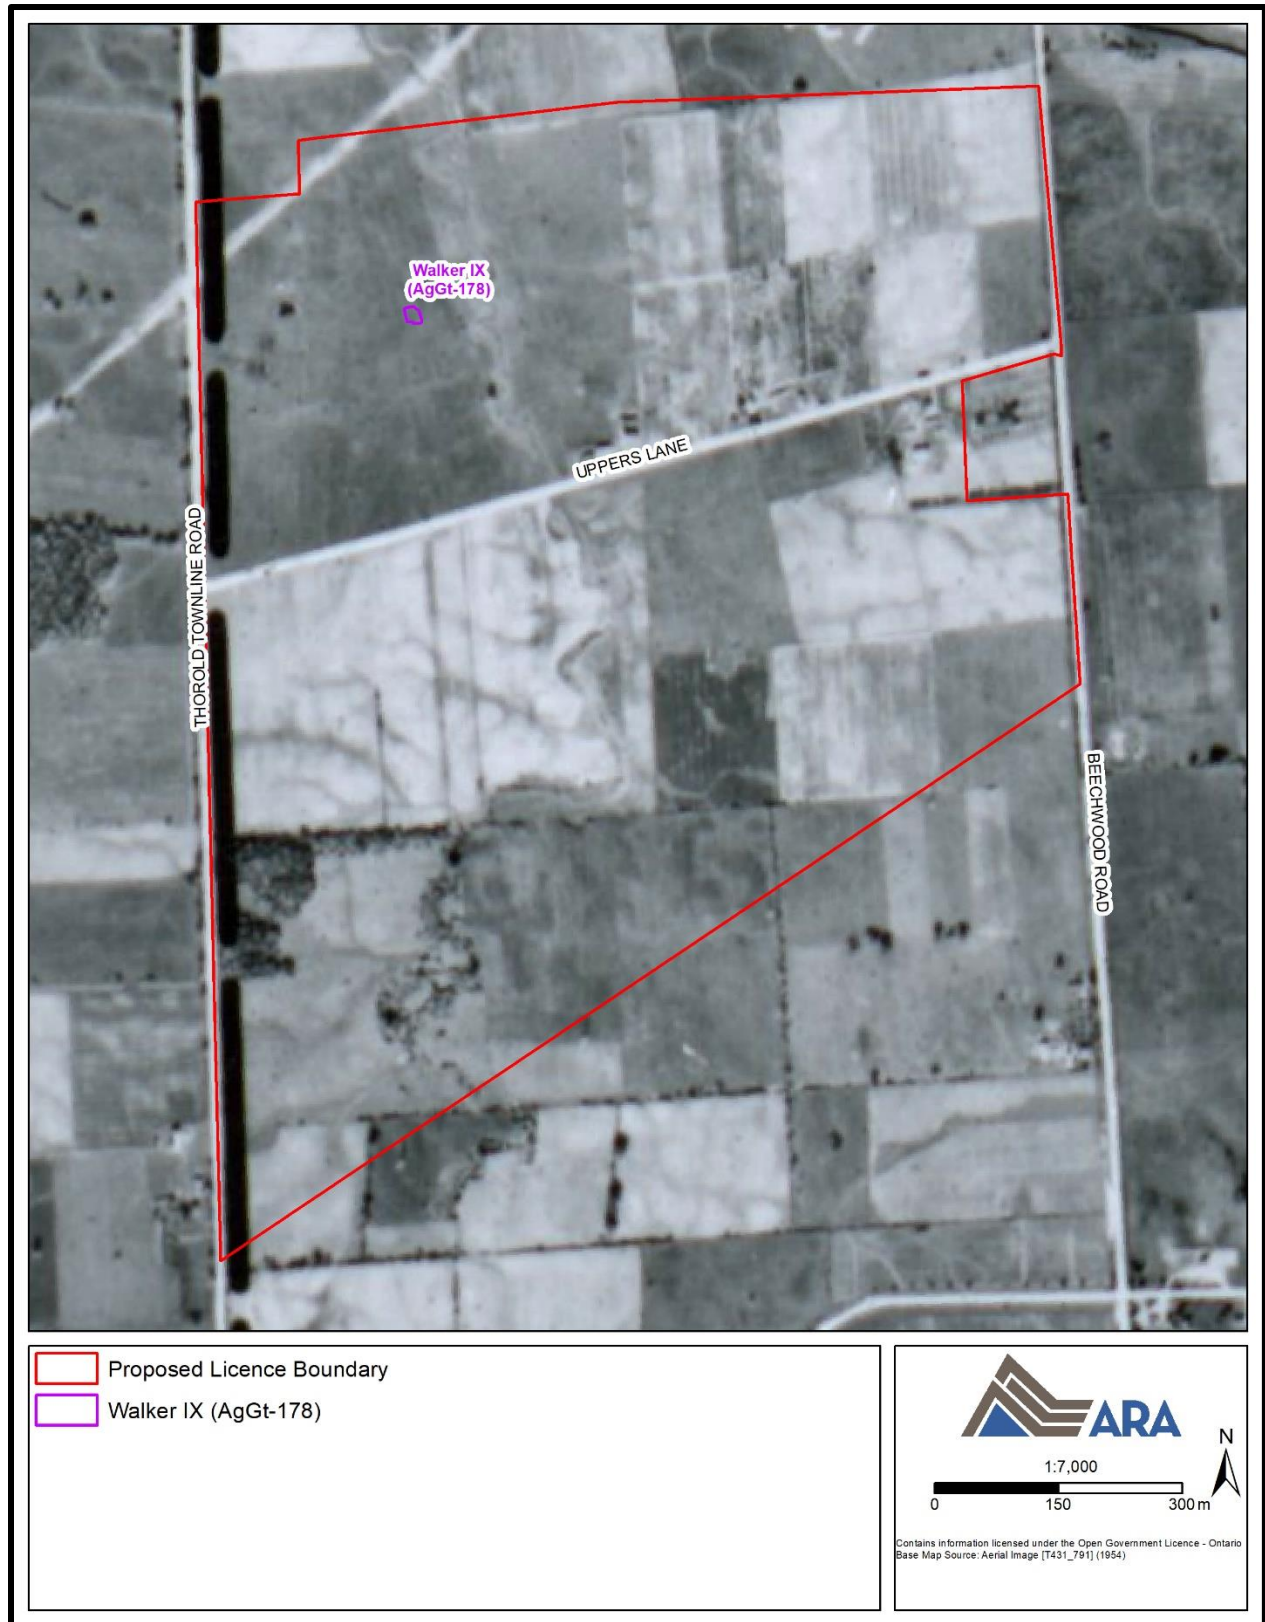 Walker IX
(AgGt-178)
UPPERS LANE
THOROLD TOWNLINE ROAD
BEECHWOOD ROAD
Proposed Licence Boundary
Walker IX (AgGt-178)
ARA
N
1:7,000
0 150 300 m
Contains information licensed under the Open Government Licence - Ontario
Base Map Source: Aerial Image [T431_791] (1954)